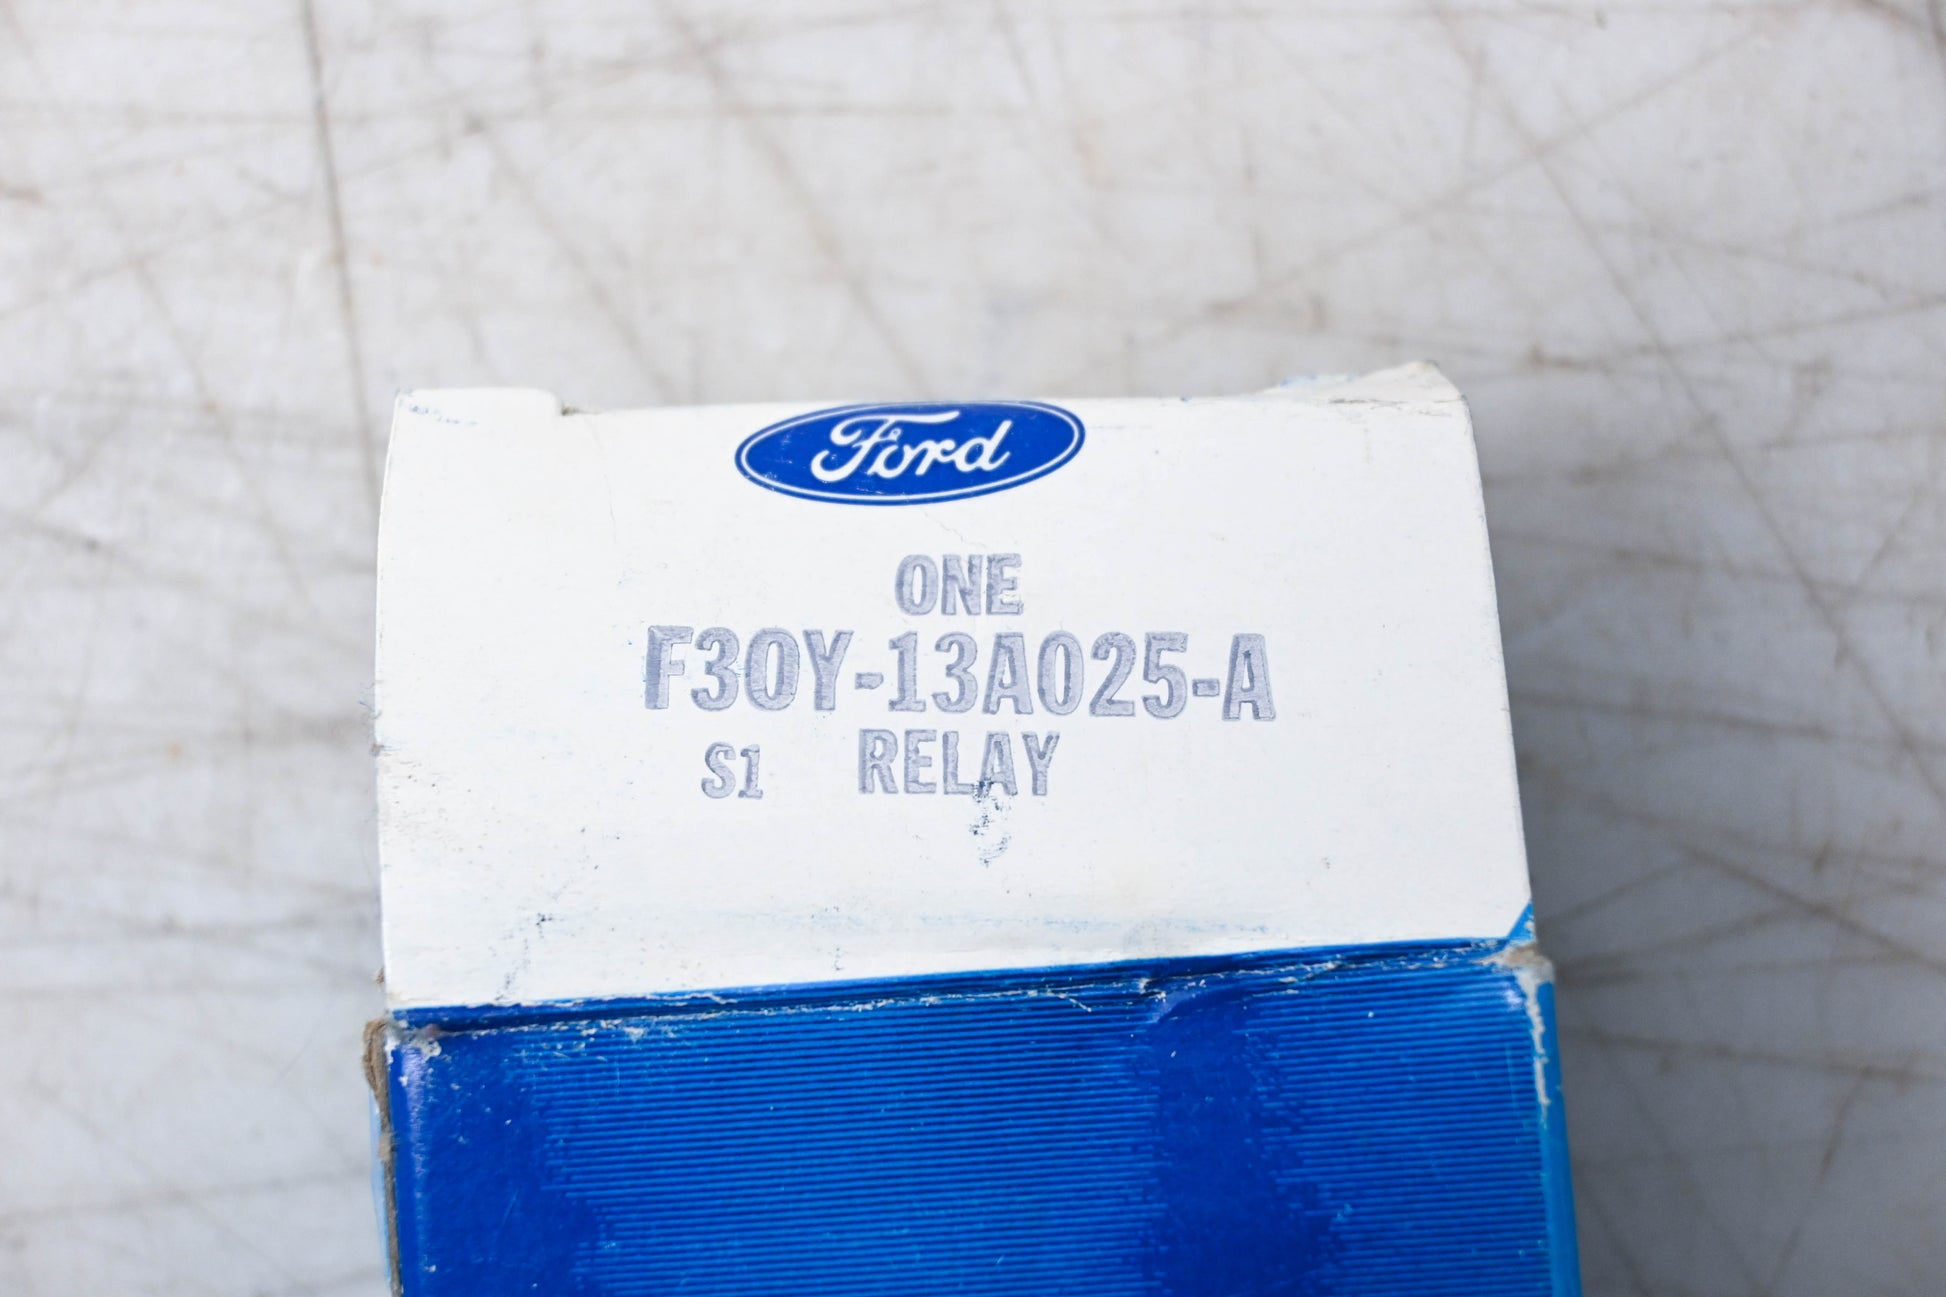 Ford
ONE
F3OY-13A025-A
S1 RELAY